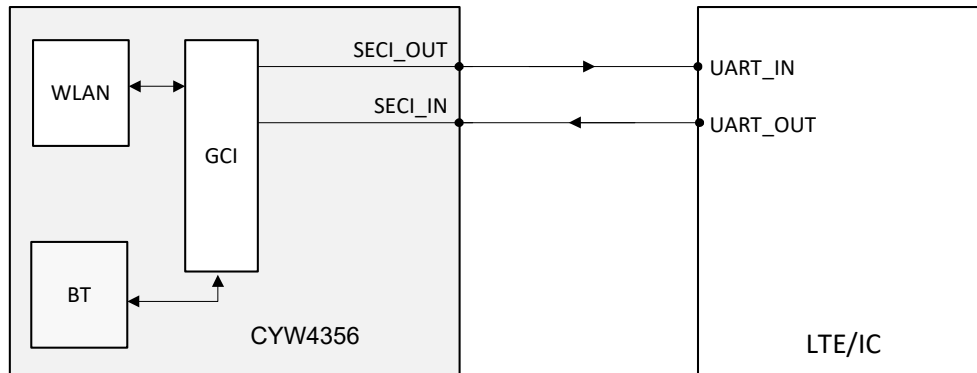 SECI_OUT
UART_IN
WLAN
SECI_IN
UART_OUT
GCI
BT
CYW4356
LTE/IC